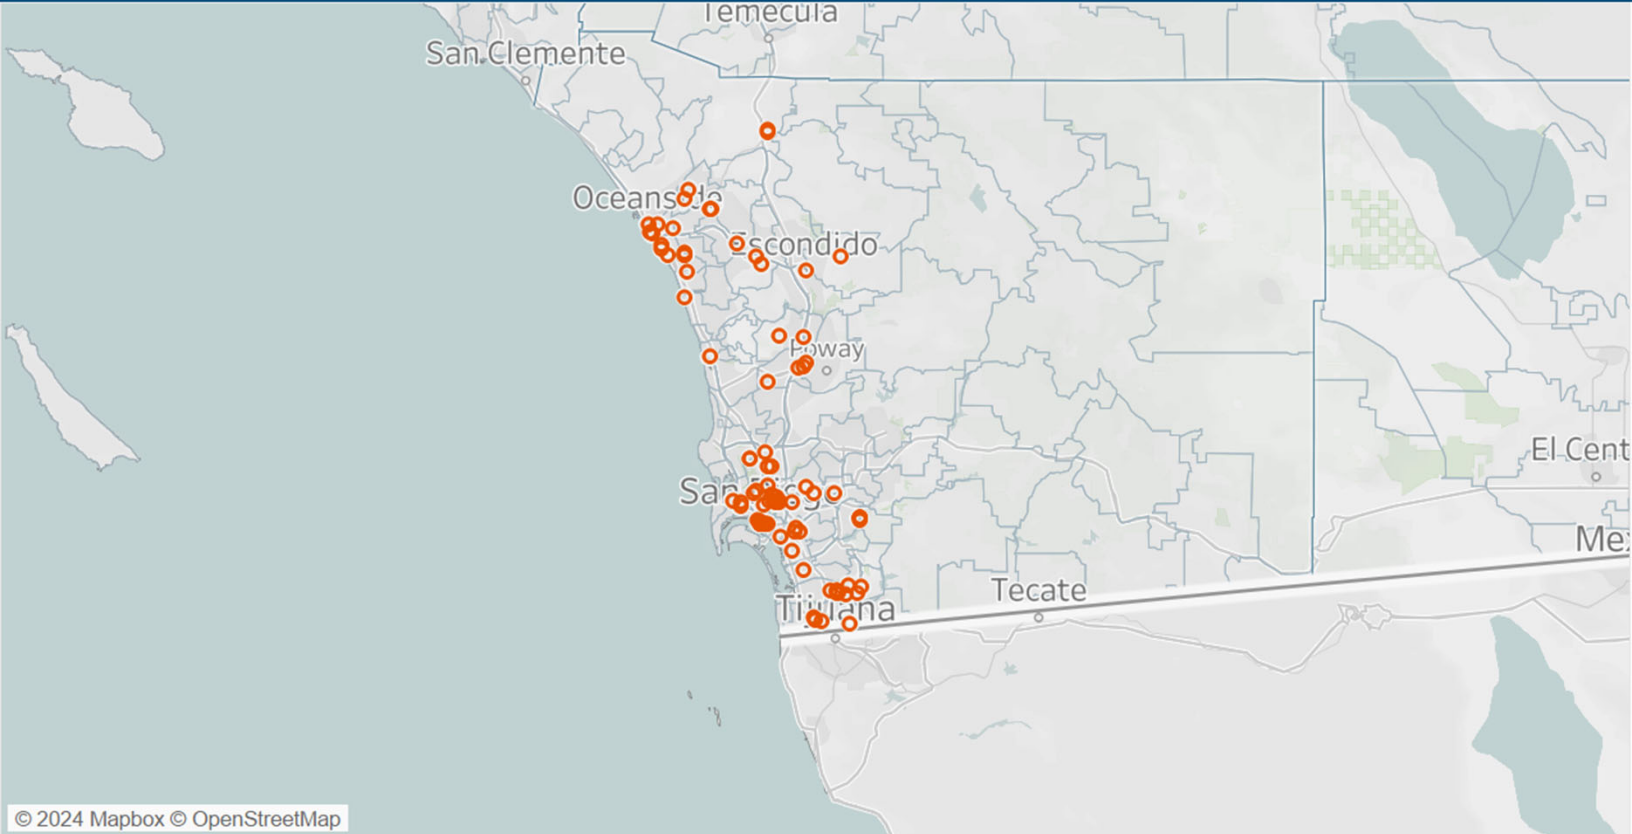 Temecula
San Clemente
Oceanside
Escondido
Poway
El Cent
San Diego
Mex
Tecate
Tijuana
© 2024 Mapbox © OpenStreetMap